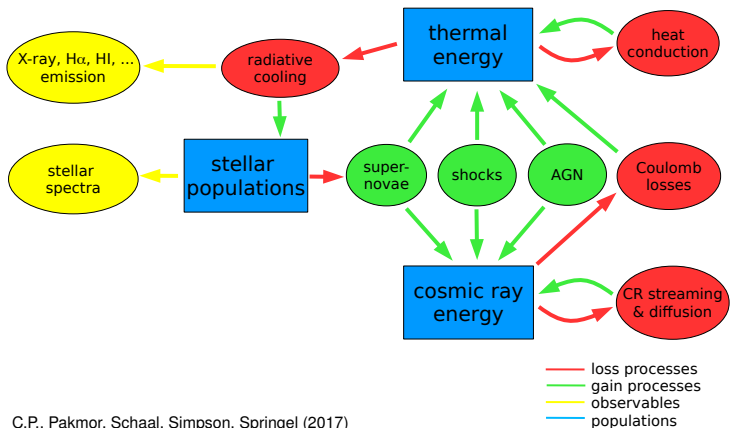 thermal
energy
heat
conduction
X-ray, Hα, HI, ...
emission
radiative
cooling
stellar
spectra
stellar
populations
super-
novae
shocks
AGN
Coulomb
losses
cosmic ray
energy
CR streaming
& diffusion
loss processes
gain processes
observables
populations
C.P., Pakmor, Schaal, Simpson, Springel (2017)